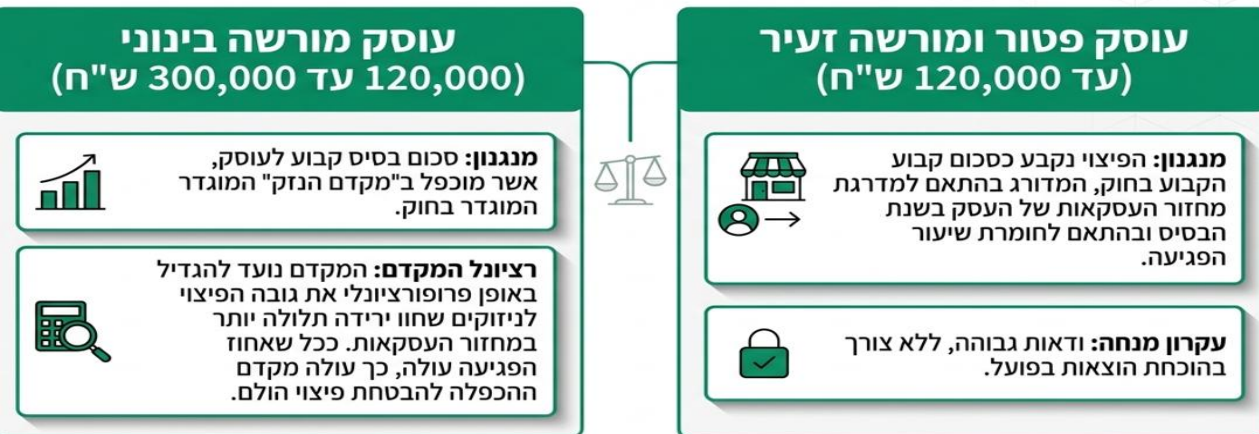 עוסק פטור ומורשה זעיר
(עד 120,000 ש"ח)
מנגנון: הפיצוי נקבע כסכום קבוע
הקבוע בחוק, המדורג בהתאם למדרגת
מחזור העסקאות של העסק בשנת
הבסיס ובהתאם לחומרת שיעור
הפגיעה.
עקרון מנחה: ודאות גבוהה, ללא צורך
בהוכחת הוצאות בפועל.
עוסק מורשה בינוני
(120,000 עד 300,000 ש"ח)
מנגנון: סכום בסיס קבוע לעוסק,
אשר מוכפל ב"מקדם הנזק" המוגדר
המוגדר בחוק.
רציונל המקדם: המקדם נועד להגדיל
באופן פרופורציונלי את גובה הפיצוי
לניזוקים שחוו ירידה תלולה יותר
במחזור העסקאות. ככל שאחוז
הפגיעה עולה, כך עולה מקדם
ההכפלה להבטחת פיצוי הולם.